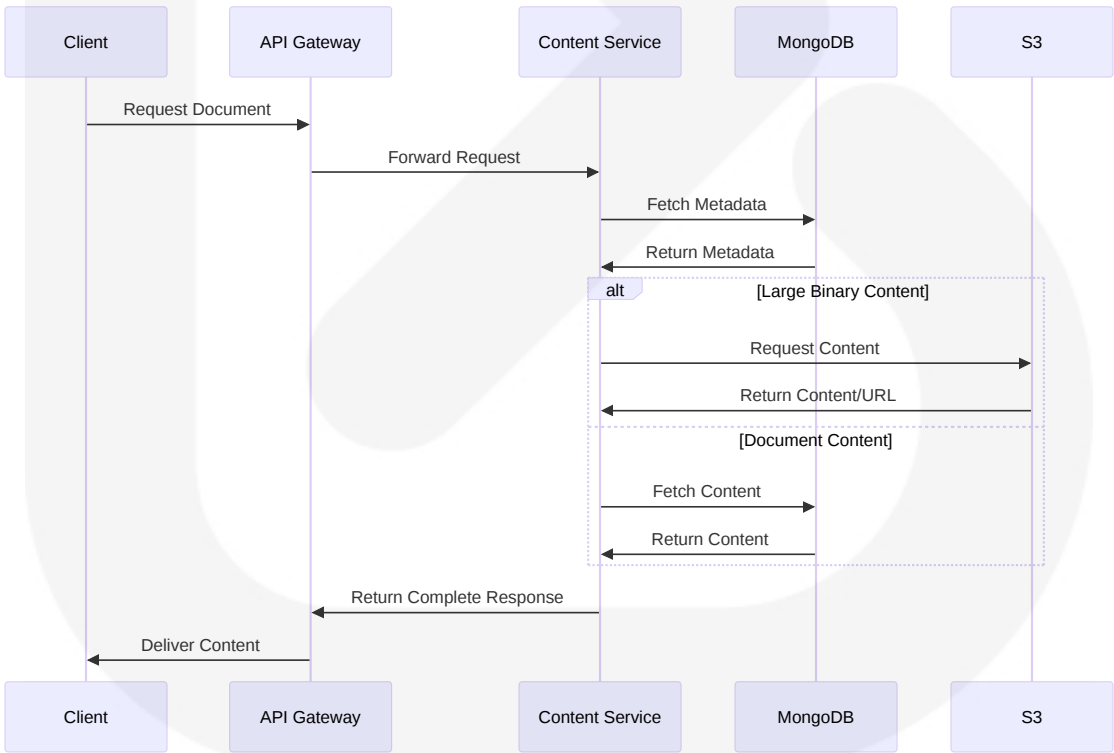 Client
API Gateway
Content Service
MongoDB
S3
Request Document
Forward Request
Fetch Metadata
Return Metadata
alt
[Large Binary Content]
Request Content
Return Content/URL
[Document Content]
Fetch Content
Return Content
Return Complete Response
Deliver Content
Client
API Gateway
Content Service
MongoDB
S3